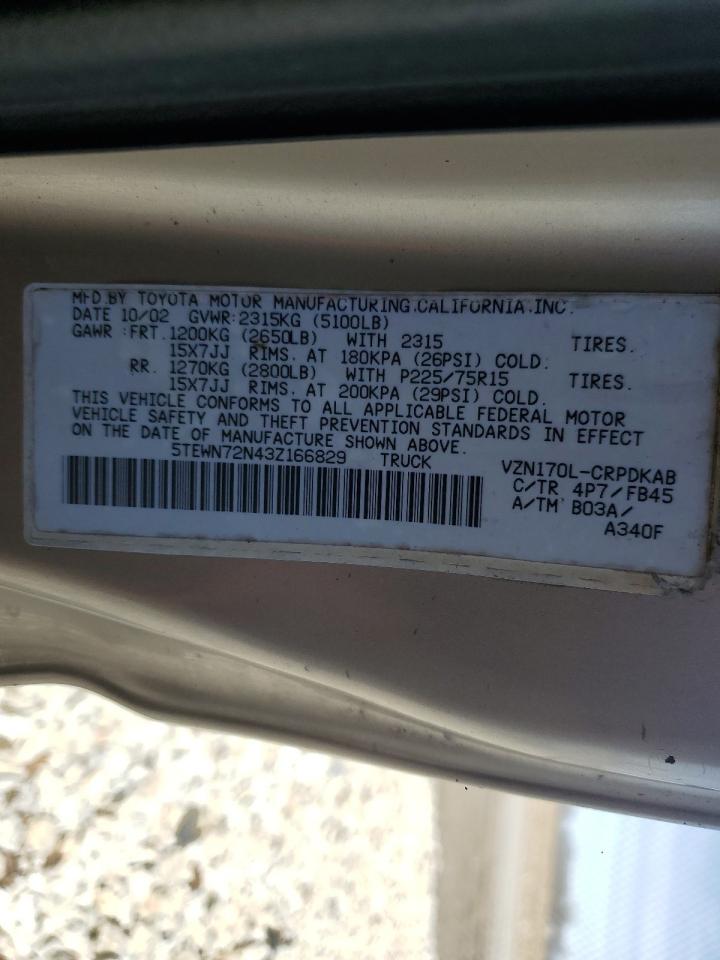 MFD.BY TOYOTA MOTOR MANUFACTURING.CALIFORNIA.INC.
DATE 10/02 GVWR:2315KG (5100LB)
GAWR :FRT.1200KG (2650LB) WITH 2315 TIRES.
15X7JJ RIMS. AT 180KPA (26PSI) COLD.
RR. 1270KG (2800LB) WITH P225/75R15 TIRES.
15X7JJ RIMS. AT 200KPA (29PSI) COLD.
THIS VEHICLE CONFORMS TO ALL APPLICABLE FEDERAL MOTOR
VEHICLE SAFETY AND THEFT PREVENTION STANDARDS IN EFFECT
ON THE DATE OF MANUFACTURE SHOWN ABOVE.
5TEWN72N43Z166829 TRUCK
VZN170L-CRPDKAB
C/TR 4P7/FB45
A/TM B03A/
A340F